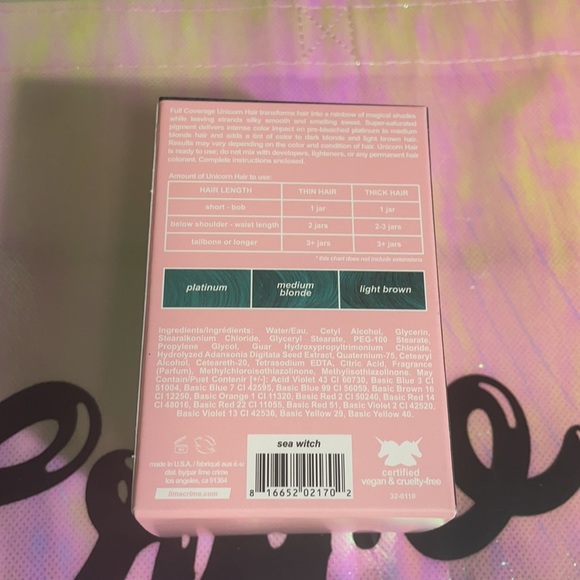 Full Coverage Unicorn Hair transforms hair into a rainbow of magical shades
while leaving strands silky smooth and smelling sweet. Super-saturated
pigment delivers intense color impact on pre-bleached platinum to medium
blonde hair and adds a tint of color to dark blonde and light brown hair.
Results may vary depending on the color and condition of hair. Unicorn Hair
is ready to use; do not mix with developers, lighteners, or any permanent hair
colorant. Complete instructions enclosed.
Amount of Unicorn Hair to use:
HAIR LENGTH THIN HAIR THICK HAIR
short - bob 1 jar 1 jar
below shoulder - waist length 2 jars 2-3 jars
tailbone or longer 3+ jars 3+ jars
* this chart does not include extensions
platinum medium blonde light brown
Ingredients/Ingrédients: Water/Eau, Cetyl Alcohol, Glycerin,
Stearalkonium Chloride, Glyceryl Stearate, PEG-100 Stearate,
Propylene Glycol, Guar Hydroxypropyltrimonium Chloride,
Hydrolyzed Adansonia Digitata Seed Extract, Quaternium-75, Cetearyl
Alcohol, Ceteareth-20, Tetrasodium EDTA, Citric Acid, Fragrance
(Parfum), Methylchloroisothiazolinone, Methylisothiazolinone. May
Contain/Peut Contenir [+/-]: Acid Violet 43 CI 60730, Basic Blue 3 CI
51004, Basic Blue 7 CI 42595, Basic Blue 99 CI 56059, Basic Brown 16
CI 12250, Basic Orange 1 CI 11320, Basic Red 2 CI 50240, Basic Red 14
CI 48016, Basic Red 22 CI 11055, Basic Red 51, Basic Violet 2 CI 42520,
Basic Violet 13 CI 42536, Basic Yellow 29, Basic Yellow 40.
sea witch
made in U.S.A. / fabriqué aux é.u
dist. by/par lime crime
los angeles, ca 91364
limecrime.com
8 16652 02170 2
certified
vegan & cruelty-free